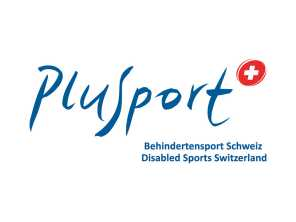 PluSport
Behindertensport Schweiz
Disabled Sports Switzerland